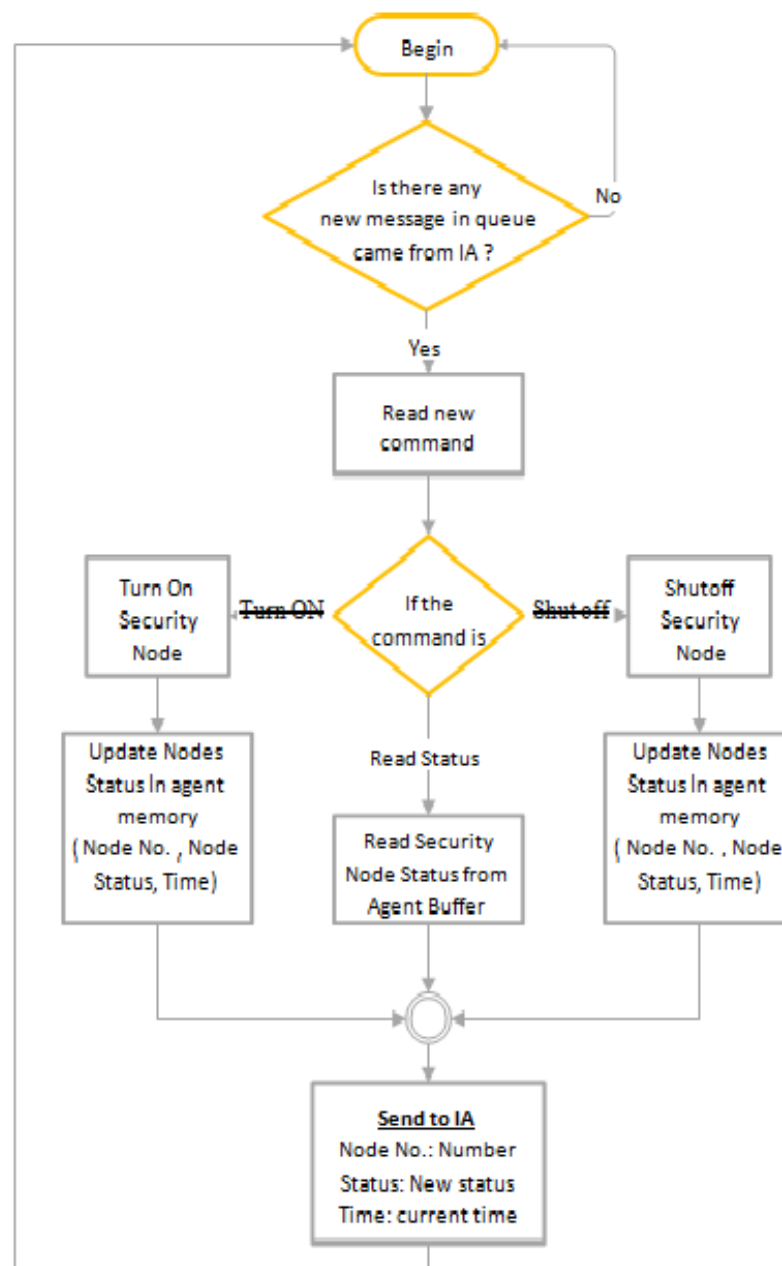 Begin
Is there any
new message in queue
came from IA ?
No
Yes
Read new
command
Turn On
Security
Node
Turn ON
If the
command is
Shut off
Shutoff
Security
Node
Update Nodes
Status In agent
memory
( Node No. , Node
Status, Time)
Read Status
Read Security
Node Status from
Agent Buffer
Update Nodes
Status In agent
memory
( Node No. , Node
Status, Time)
Send to IA
Node No.: Number
Status: New status
Time: current time